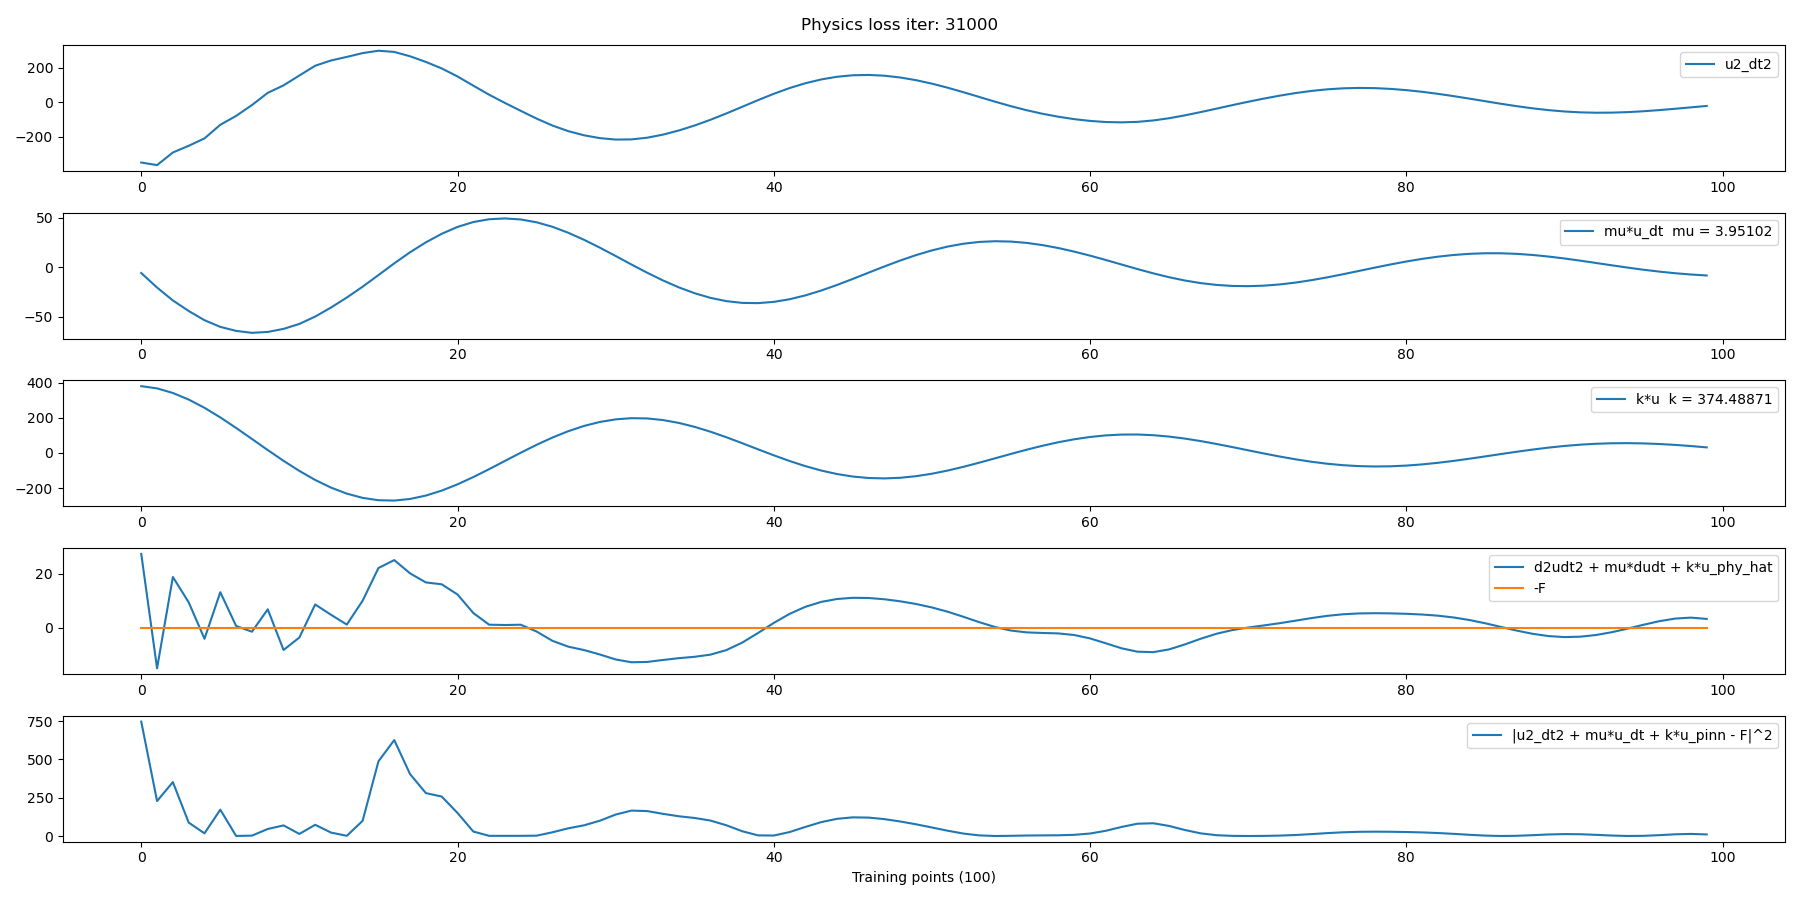 Physics loss iter: 31000
200
0
−200
u2_dt2
0 20 40 60 80 100
50
0
−50
mu*u_dt mu = 3.95102
0 20 40 60 80 100
400
200
0
−200
k*u k = 374.48871
0 20 40 60 80 100
20
0
d2udt2 + mu*dudt + k*u_phy_hat
-F
0 20 40 60 80 100
750
500
250
0
|u2_dt2 + mu*u_dt + k*u_pinn - F|^2
0 20 40 60 80 100
Training points (100)